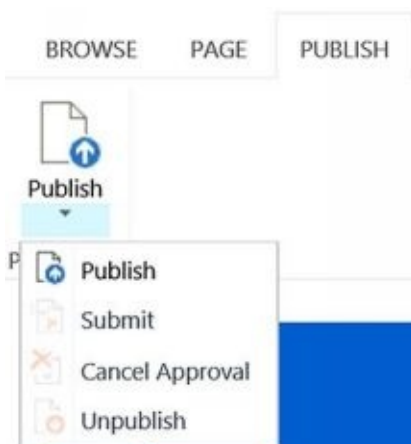 BROWSE PAGE PUBLISH
Publish
P
Publish
Submit
Cancel Approval
Unpublish